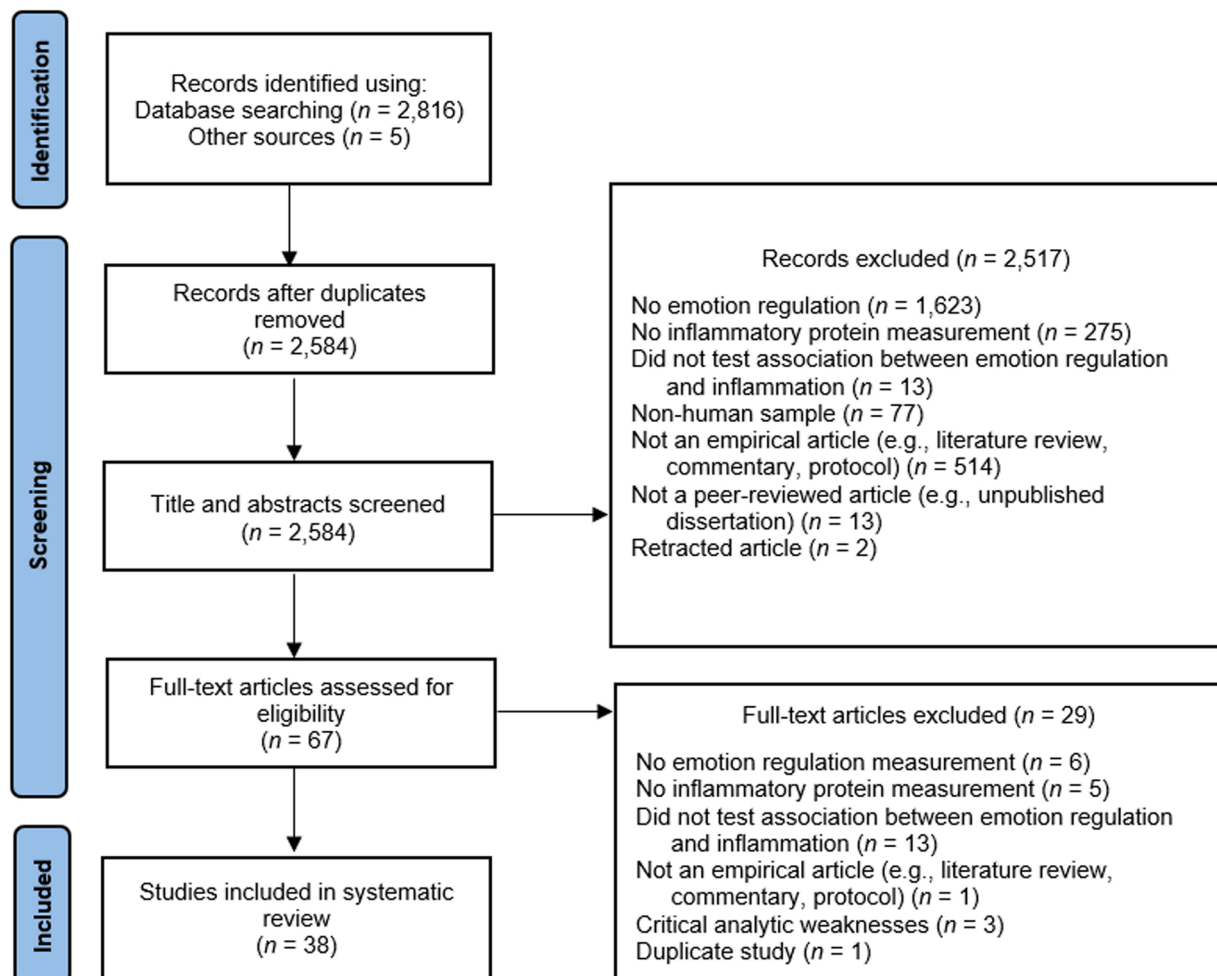 Identification
Records identified using:
Database searching (n = 2,816)
Other sources (n = 5)
Screening
Records after duplicates
removed
(n = 2,584)
Title and abstracts screened
(n = 2,584)
Records excluded (n = 2,517)
No emotion regulation (n = 1,623)
No inflammatory protein measurement (n = 275)
Did not test association between emotion regulation
and inflammation (n = 13)
Non-human sample (n = 77)
Not an empirical article (e.g., literature review,
commentary, protocol) (n = 514)
Not a peer-reviewed article (e.g., unpublished
dissertation) (n = 13)
Retracted article (n = 2)
Full-text articles assessed for
eligibility
(n = 67)
Full-text articles excluded (n = 29)
No emotion regulation measurement (n = 6)
No inflammatory protein measurement (n = 5)
Did not test association between emotion regulation
and inflammation (n = 13)
Not an empirical article (e.g., literature review,
commentary, protocol) (n = 1)
Critical analytic weaknesses (n = 3)
Duplicate study (n = 1)
Included
Studies included in systematic
review
(n = 38)